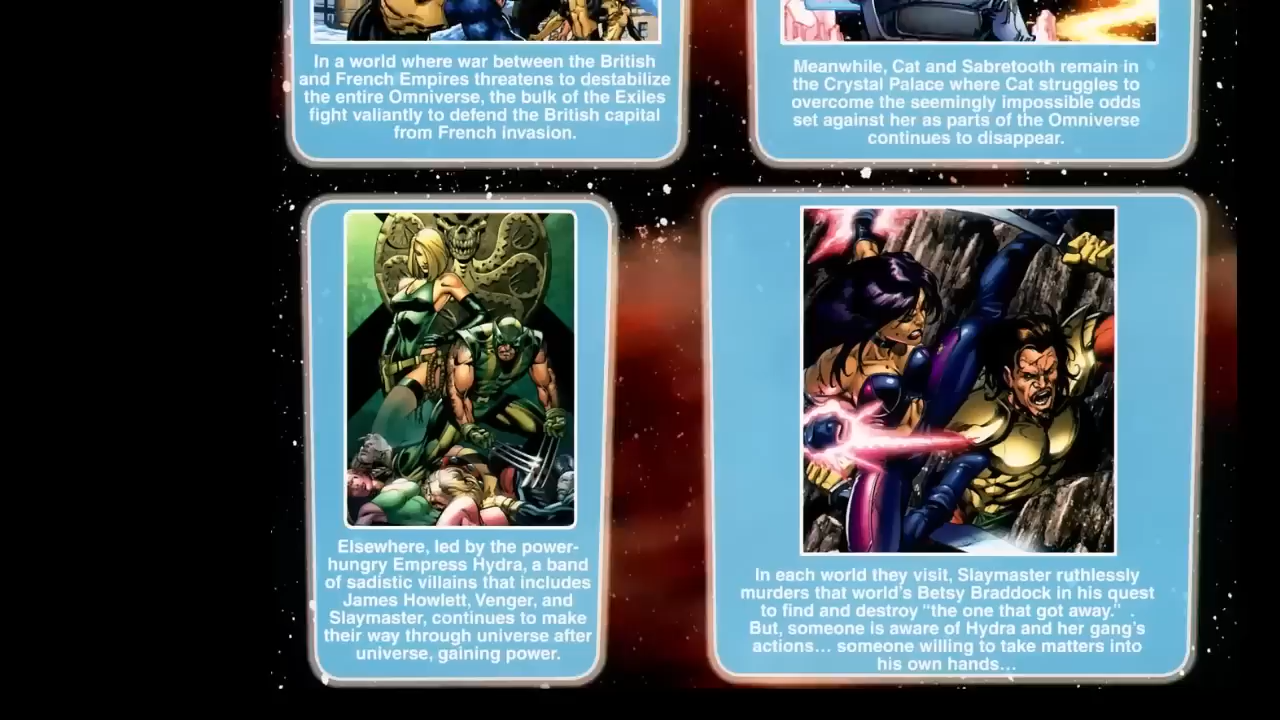 In a world where war between the British
and French Empires threatens to destabilize
the entire Omniverse, the bulk of the Exiles
fight valiantly to defend the British capital
from French invasion.
Meanwhile, Cat and Sabretooth remain in
the Crystal Palace where Cat struggles to
overcome the seemingly impossible odds
set against her as parts of the Omniverse
continues to disappear.
Elsewhere, led by the power-
hungry Empress Hydra, a band
of sadistic villains that includes
James Howlett, Venger, and
Slaymaster, continues to make
their way through universe after
universe, gaining power.
In each world they visit, Slaymaster ruthlessly
murders that world's Betsy Braddock in his quest
to find and destroy "the one that got away."
But, someone is aware of Hydra and her gang's
actions... someone willing to take matters into
his own hands...